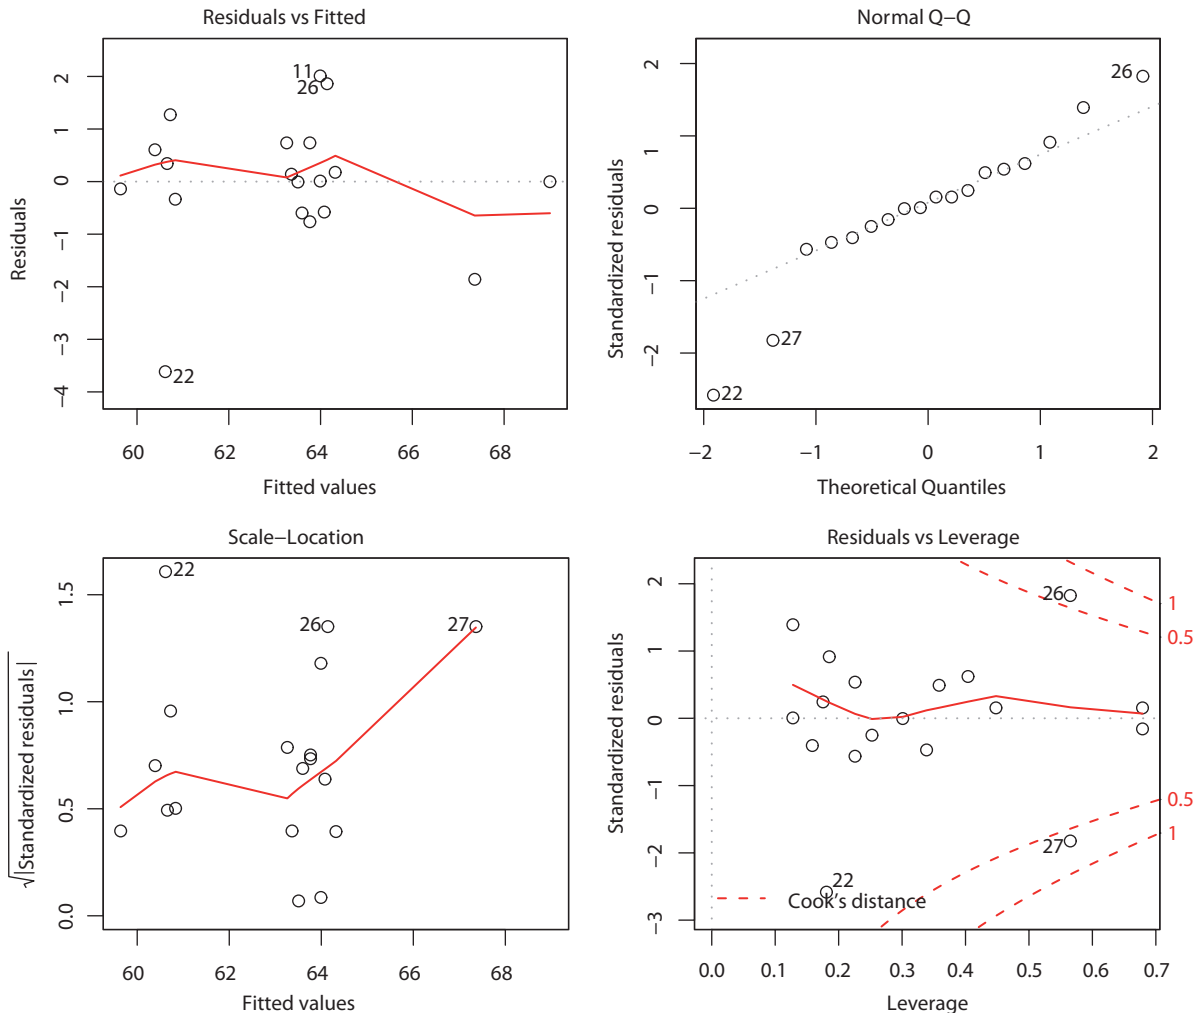 Residuals vs Fitted
Residuals
2
1
0
−1
−2
−3
−4
11
26
22
60 62 64 66 68
Fitted values
Normal Q−Q
Standardized residuals
2
1
0
−1
−2
26
27
22
−2 −1 0 1 2
Theoretical Quantiles
Scale−Location
√|Standardized residuals|
1.5
1.0
0.5
0.0
22
26
27
60 62 64 66 68
Fitted values
Residuals vs Leverage
Standardized residuals
2
1
0
−1
−2
−3
26
27
22
Cook's distance
1
0.5
0.5
1
0.0 0.1 0.2 0.3 0.4 0.5 0.6 0.7
Leverage